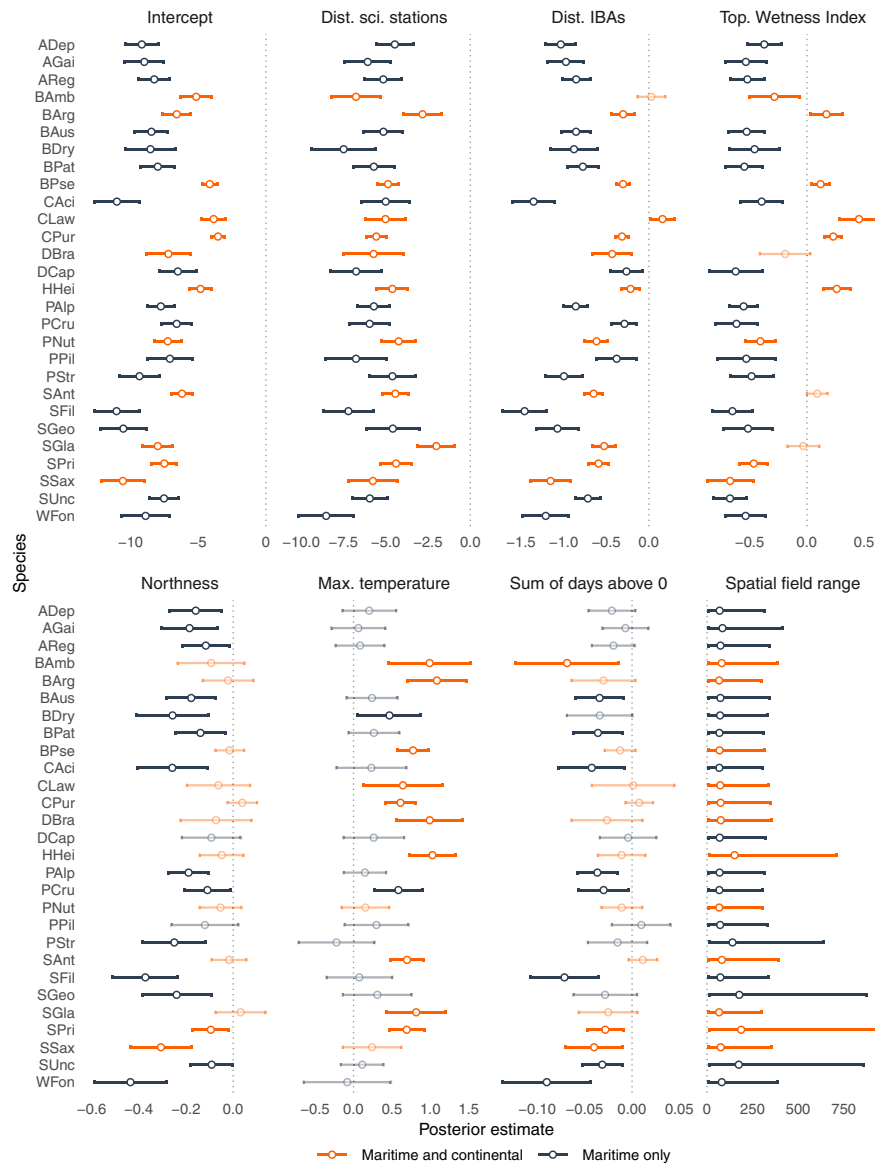 Intercept Dist. sci. stations Dist. IBAs Top. Wetness Index
ADep
AGai
AReg
BAmb
BArg
BAus
BDry
BPat
BPse
CAci
CLaw
CPur
DBra
DCap
HHei
PAlp
PCru
PNut
PPil
PStr
SAnt
SFil
SGeo
SGla
SPri
SSax
SUnc
WFon
−10 −5 0 −10.0 −7.5 −5.0 −2.5 0.0 −1.5 −1.0 −0.5 0.0 −0.5 0.0 0.5
Species
Northness Max. temperature Sum of days above 0 Spatial field range
ADep
AGai
AReg
BAmb
BArg
BAus
BDry
BPat
BPse
CAci
CLaw
CPur
DBra
DCap
HHei
PAlp
PCru
PNut
PPil
PStr
SAnt
SFil
SGeo
SGla
SPri
SSax
SUnc
WFon
−0.6 −0.4 −0.2 0.0 −0.5 0.0 0.5 1.0 1.5 −0.10 −0.05 0.00 0.05 0 250 500 750
Posterior estimate
Maritime and continental Maritime only